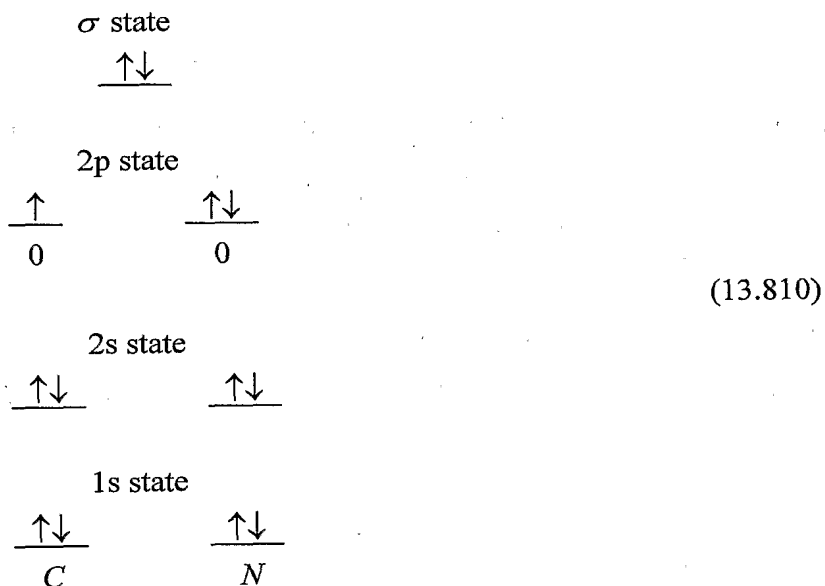 σ state
↑↓
2p state
↑ ↑↓
0 0
(13.810)
2s state
↑↓ ↑↓
1s state
↑↓ ↑↓
C N